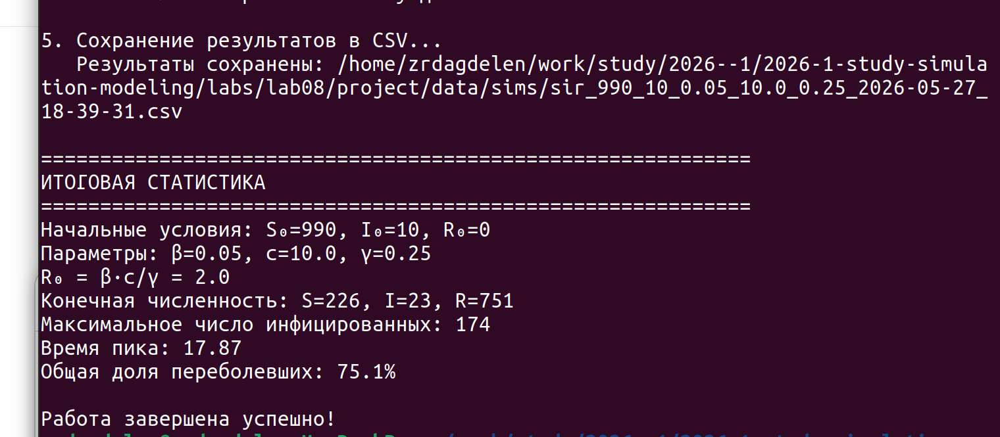 5. Сохранение результатов в CSV...
Результаты сохранены: /home/zrdagdelen/work/study/2026--1/2026-1-study-simula
tion-modeling/labs/lab08/project/data/sims/sir_990_10_0.05_10.0_0.25_2026-05-27_
18-39-31.csv
============================================================
ИТОГОВАЯ СТАТИСТИКА
============================================================
Начальные условия: S₀=990, I₀=10, R₀=0
Параметры: β=0.05, c=10.0, γ=0.25
R₀ = β·c/γ = 2.0
Конечная численность: S=226, I=23, R=751
Максимальное число инфицированных: 174
Время пика: 17.87
Общая доля переболевших: 75.1%
Работа завершена успешно!